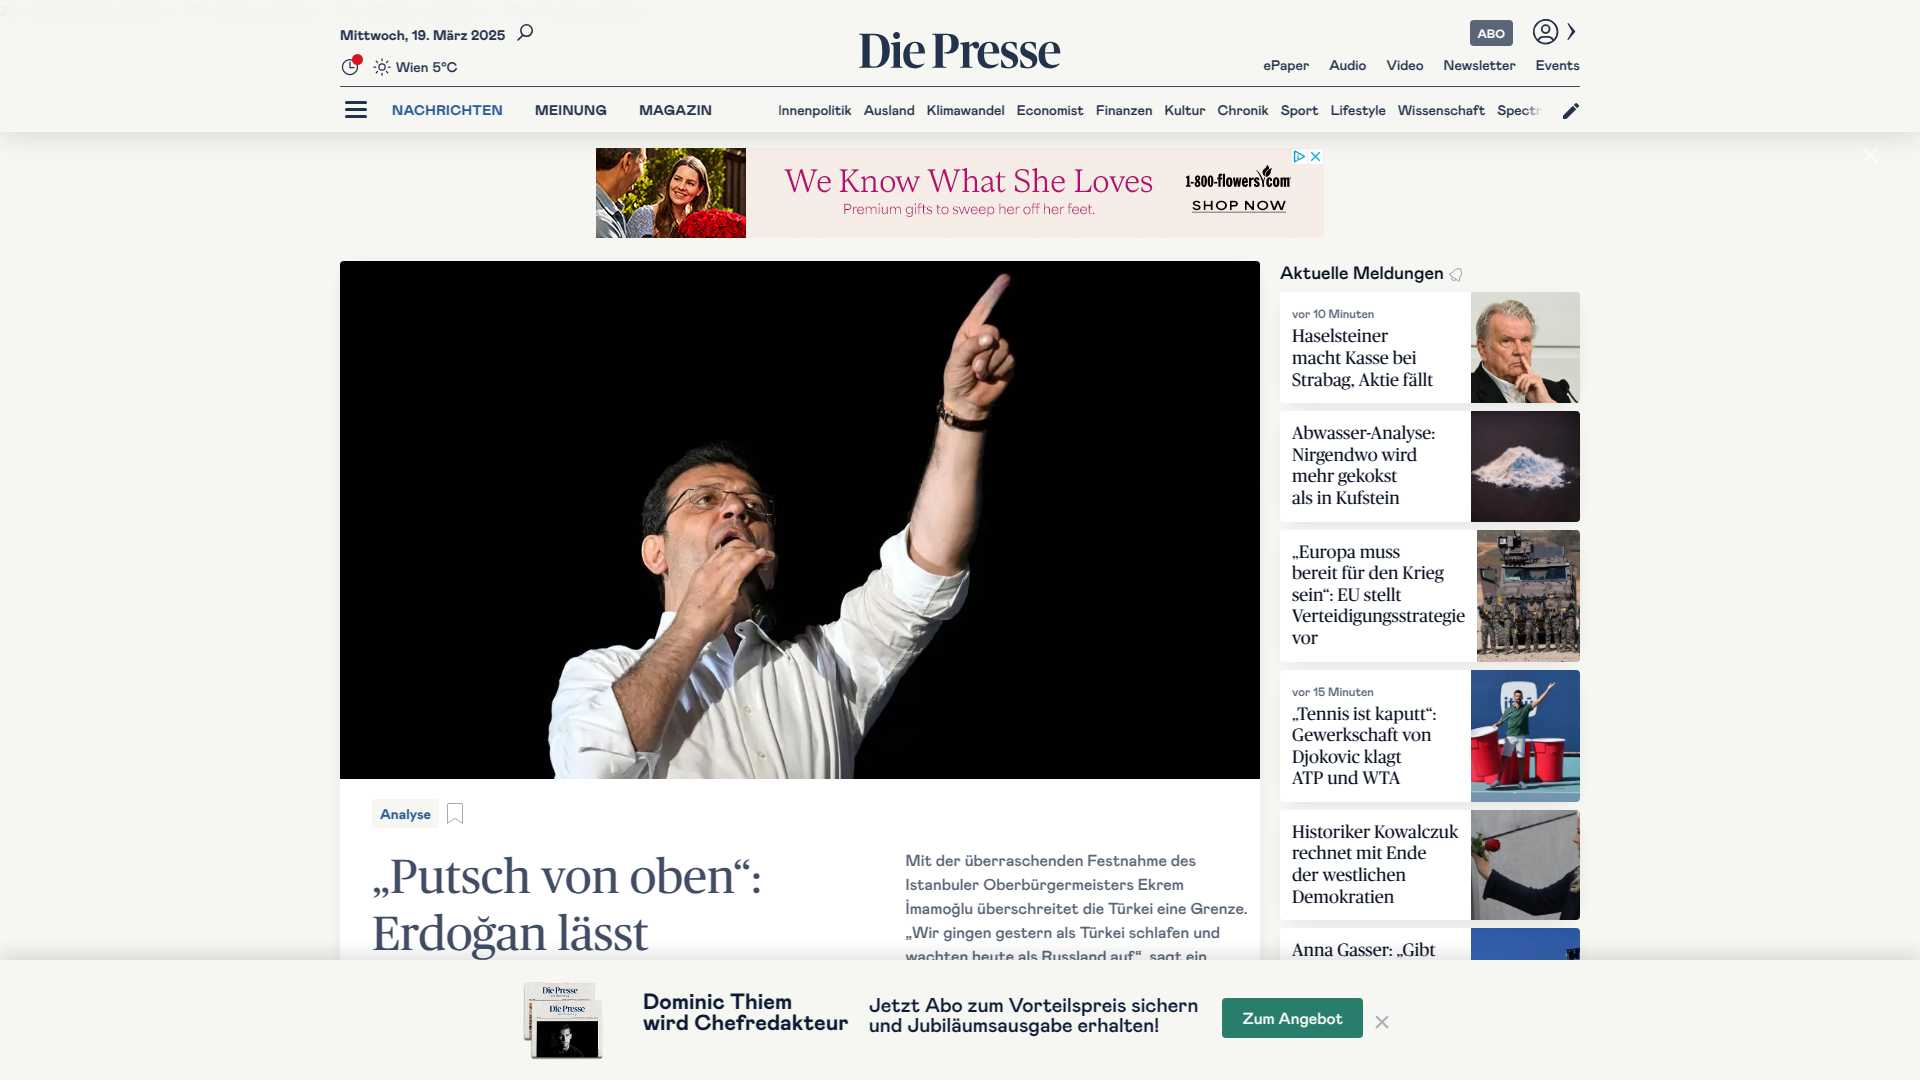 Mittwoch, 19. März 2025
Wien 5°C
Die Presse
ABO
ePaper Audio Video Newsletter Events
NACHRICHTEN MEINUNG MAGAZIN
Innenpolitik Ausland Klimawandel Economist Finanzen Kultur Chronik Sport Lifestyle Wissenschaft Spectr
We Know What She Loves
Premium gifts to sweep her off her feet.
1-800-flowers.com
SHOP NOW
Analyse
„Putsch von oben“:
Erdoğan lässt
Mit der überraschenden Festnahme des
Istanbuler Oberbürgermeisters Ekrem
İmamoğlu überschreitet die Türkei eine Grenze.
„Wir gingen gestern als Türkei schlafen und
wachten heute als Russland auf“, sagt ein
Aktuelle Meldungen
vor 10 Minuten
Haselsteiner
macht Kasse bei
Strabag, Aktie fällt
Abwasser-Analyse:
Nirgendwo wird
mehr gekokst
als in Kufstein
„Europa muss
bereit für den Krieg
sein“: EU stellt
Verteidigungsstrategie
vor
vor 15 Minuten
„Tennis ist kaputt“:
Gewerkschaft von
Djokovic klagt
ATP und WTA
Historiker Kowalczuk
rechnet mit Ende
der westlichen
Demokratien
Anna Gasser: „Gibt
Die Presse
Die Presse
Dominic Thiem
wird Chefredakteur
Jetzt Abo zum Vorteilspreis sichern
und Jubiläumsausgabe erhalten!
Zum Angebot